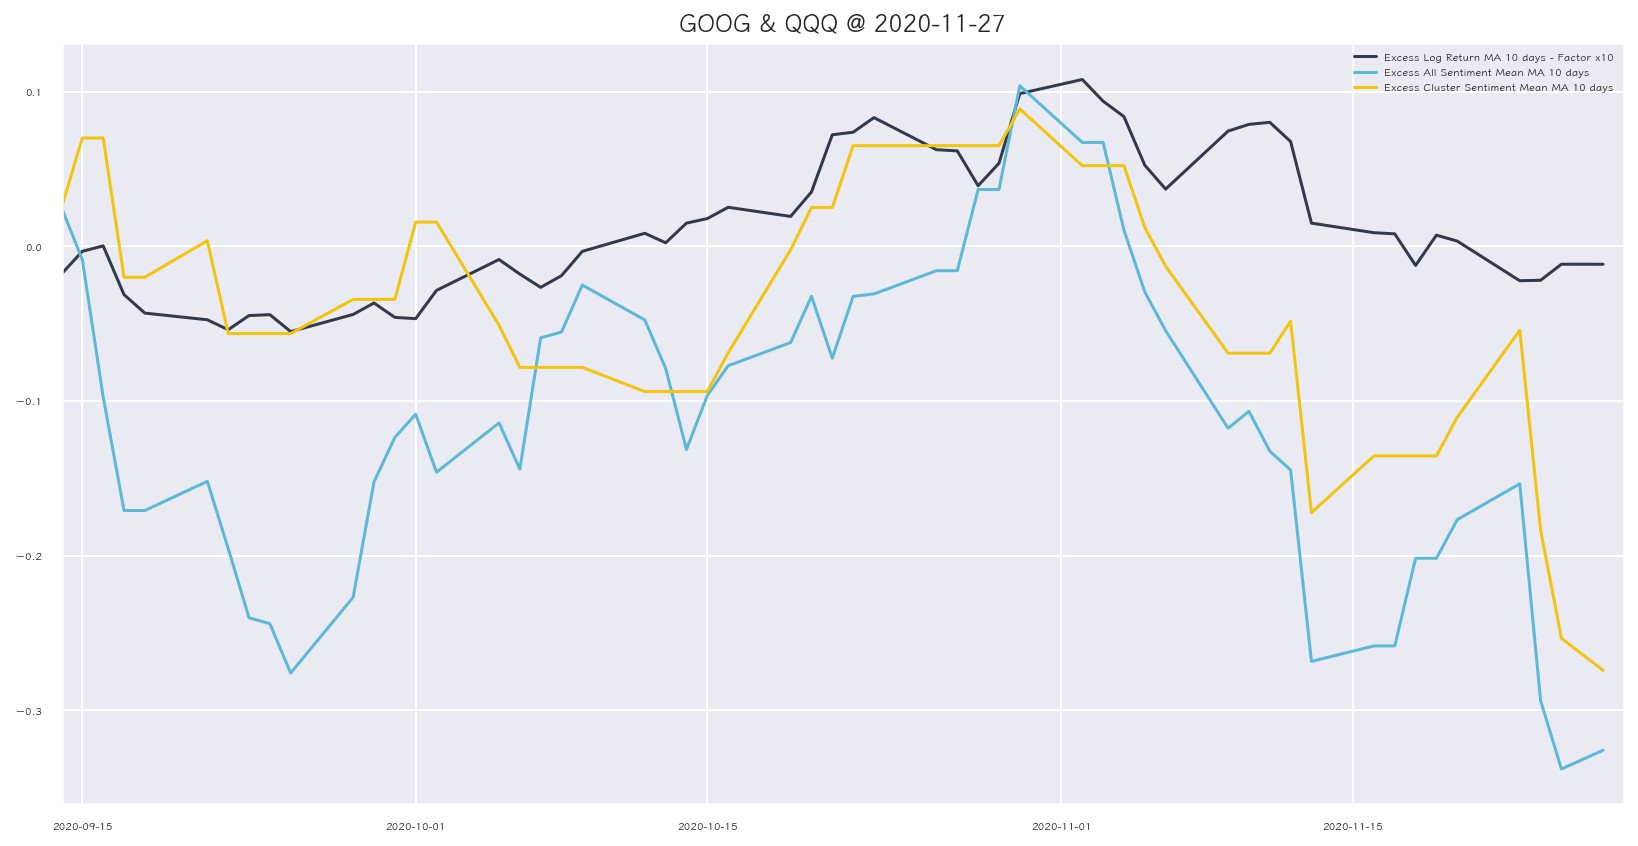 GOOG & QQQ @ 2020-11-27
Excess Log Return MA 10 days - Factor x10
Excess All Sentiment Mean MA 10 days
Excess Cluster Sentiment Mean MA 10 days
0.1
0.0
−0.1
−0.2
−0.3
2020-09-15 2020-10-01 2020-10-15 2020-11-01 2020-11-15